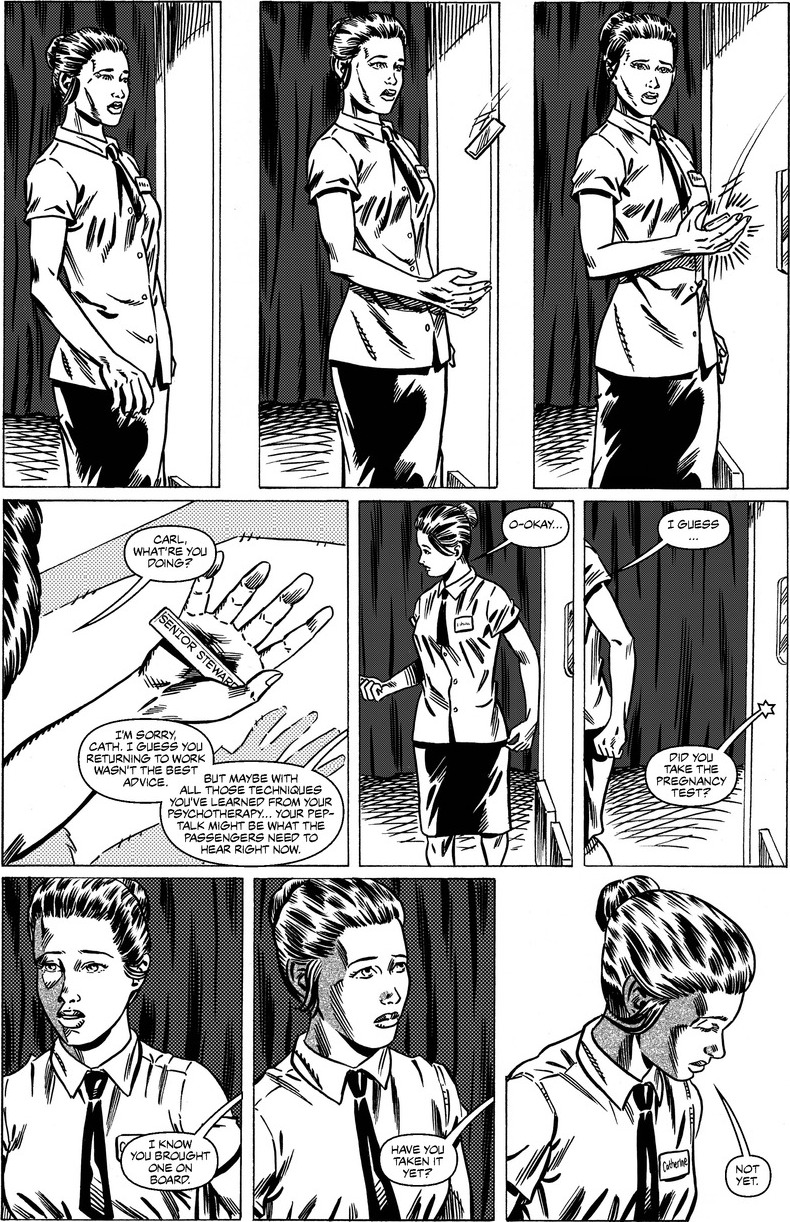 CARL,
WHAT'RE YOU
DOING?
SENIOR STEWARD
I'M SORRY,
CATH. I GUESS YOU
RETURNING TO WORK
WASN'T THE BEST
ADVICE.
BUT MAYBE WITH
ALL THOSE TECHNIQUES
YOU'VE LEARNED FROM YOUR
PSYCHOTHERAPY... YOUR PEP-
TALK MIGHT BE WHAT THE
PASSENGERS NEED TO
HEAR RIGHT NOW.
O-OKAY...
I GUESS
...
DID YOU
TAKE THE
PREGNANCY
TEST?
I KNOW
YOU BROUGHT
ONE ON
BOARD.
HAVE YOU
TAKEN IT
YET?
Catherine
NOT
YET.